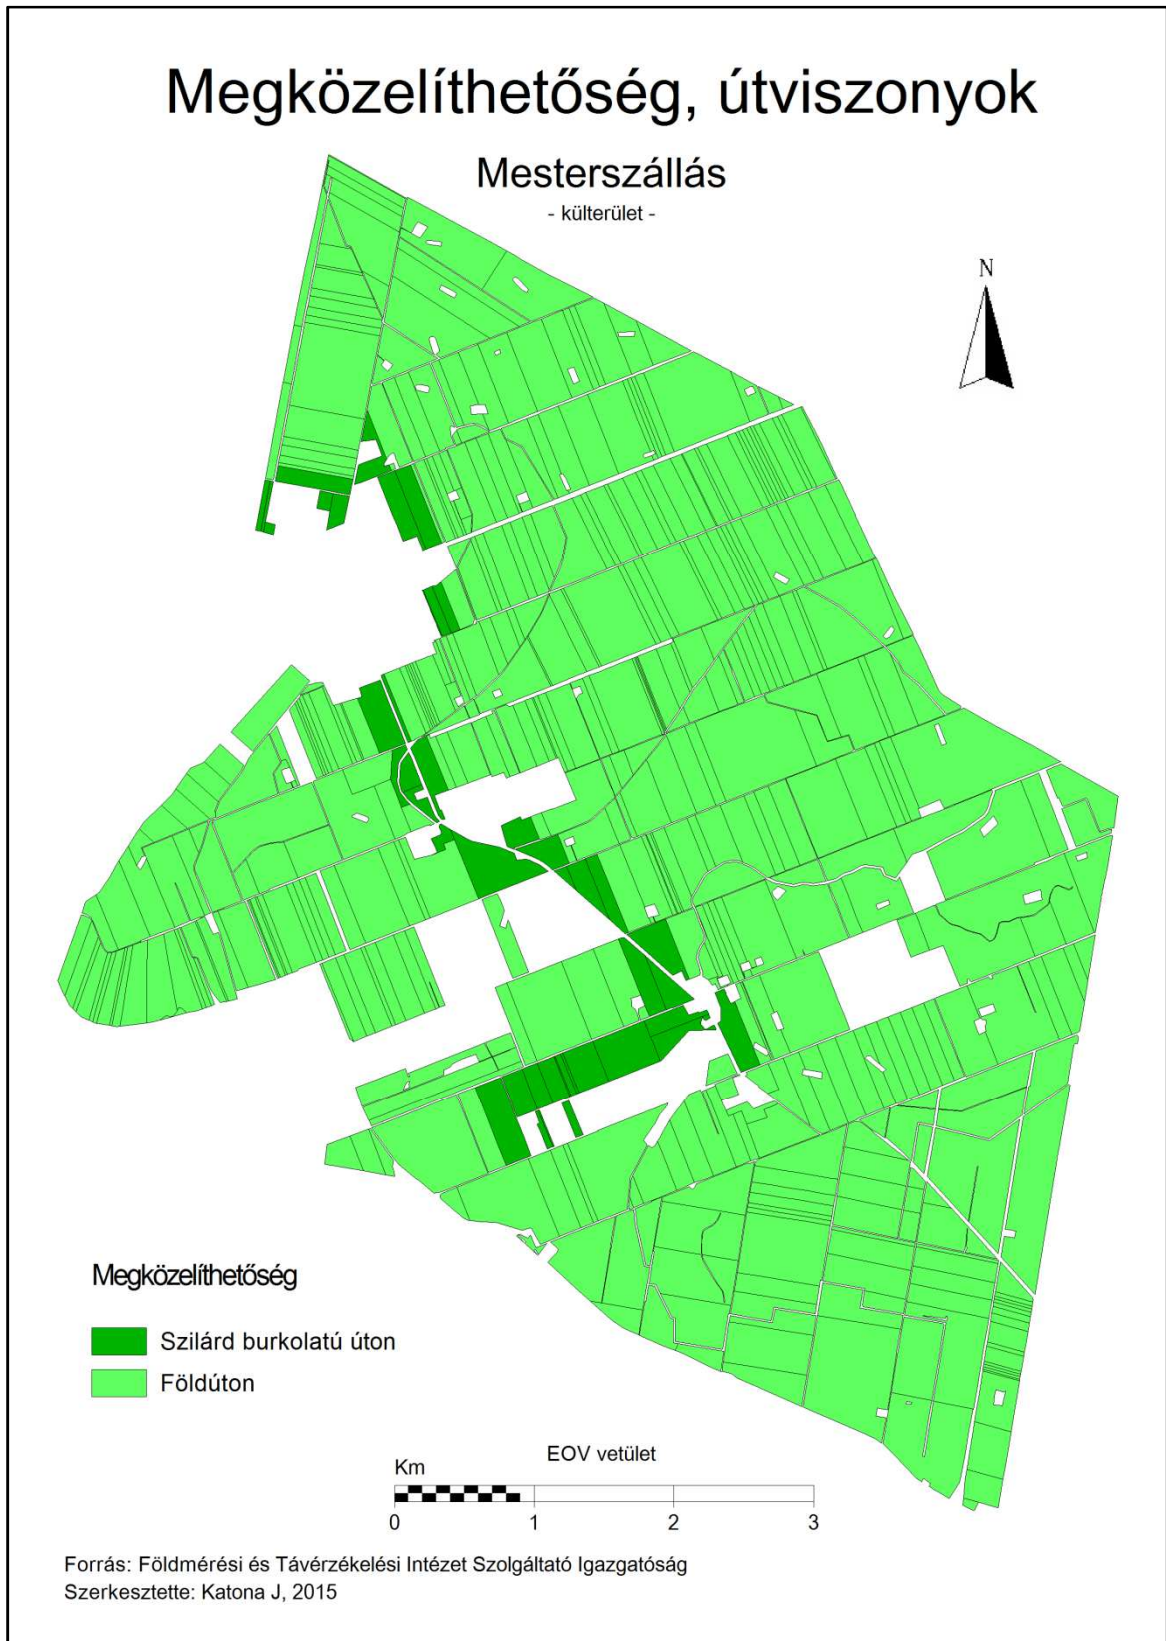 Megközelíthetőség, útviszonyok
Mesterszállás
- külterület -
N
Megközelíthetőség
Szilárd burkolatú úton
Földúton
EOV vetület
Km
0 1 2 3
Forrás: Földmérési és Távérzékelési Intézet Szolgáltató Igazgatóság
Szerkesztette: Katona J, 2015